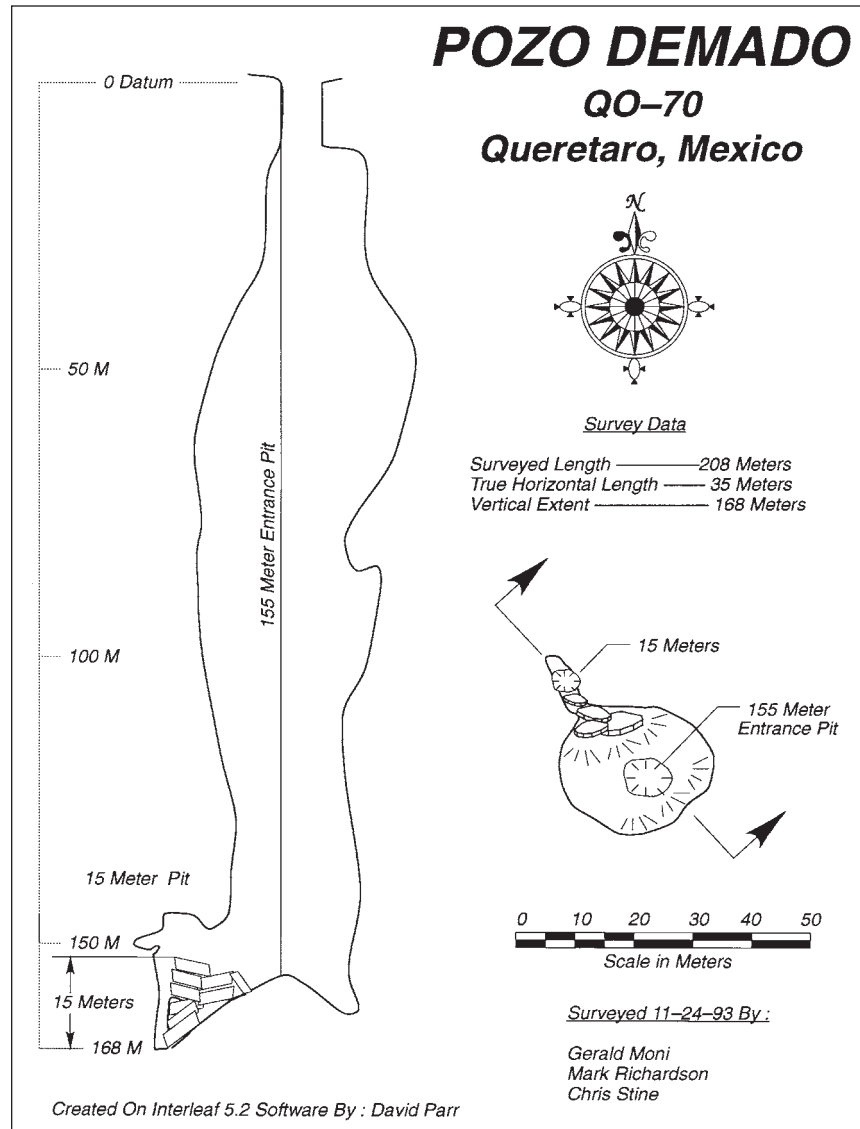 POZO DEMADO
QO–70
Queretaro, Mexico
0 Datum
N
50 M
155 Meter Entrance Pit
Survey Data
Surveyed Length 208 Meters
True Horizontal Length 35 Meters
Vertical Extent 168 Meters
100 M
15 Meters
155 Meter
Entrance Pit
15 Meter Pit
150 M
15 Meters
168 M
0 10 20 30 40 50
Scale in Meters
Surveyed 11–24–93 By :
Gerald Moni
Mark Richardson
Chris Stine
Created On Interleaf 5.2 Software By : David Parr